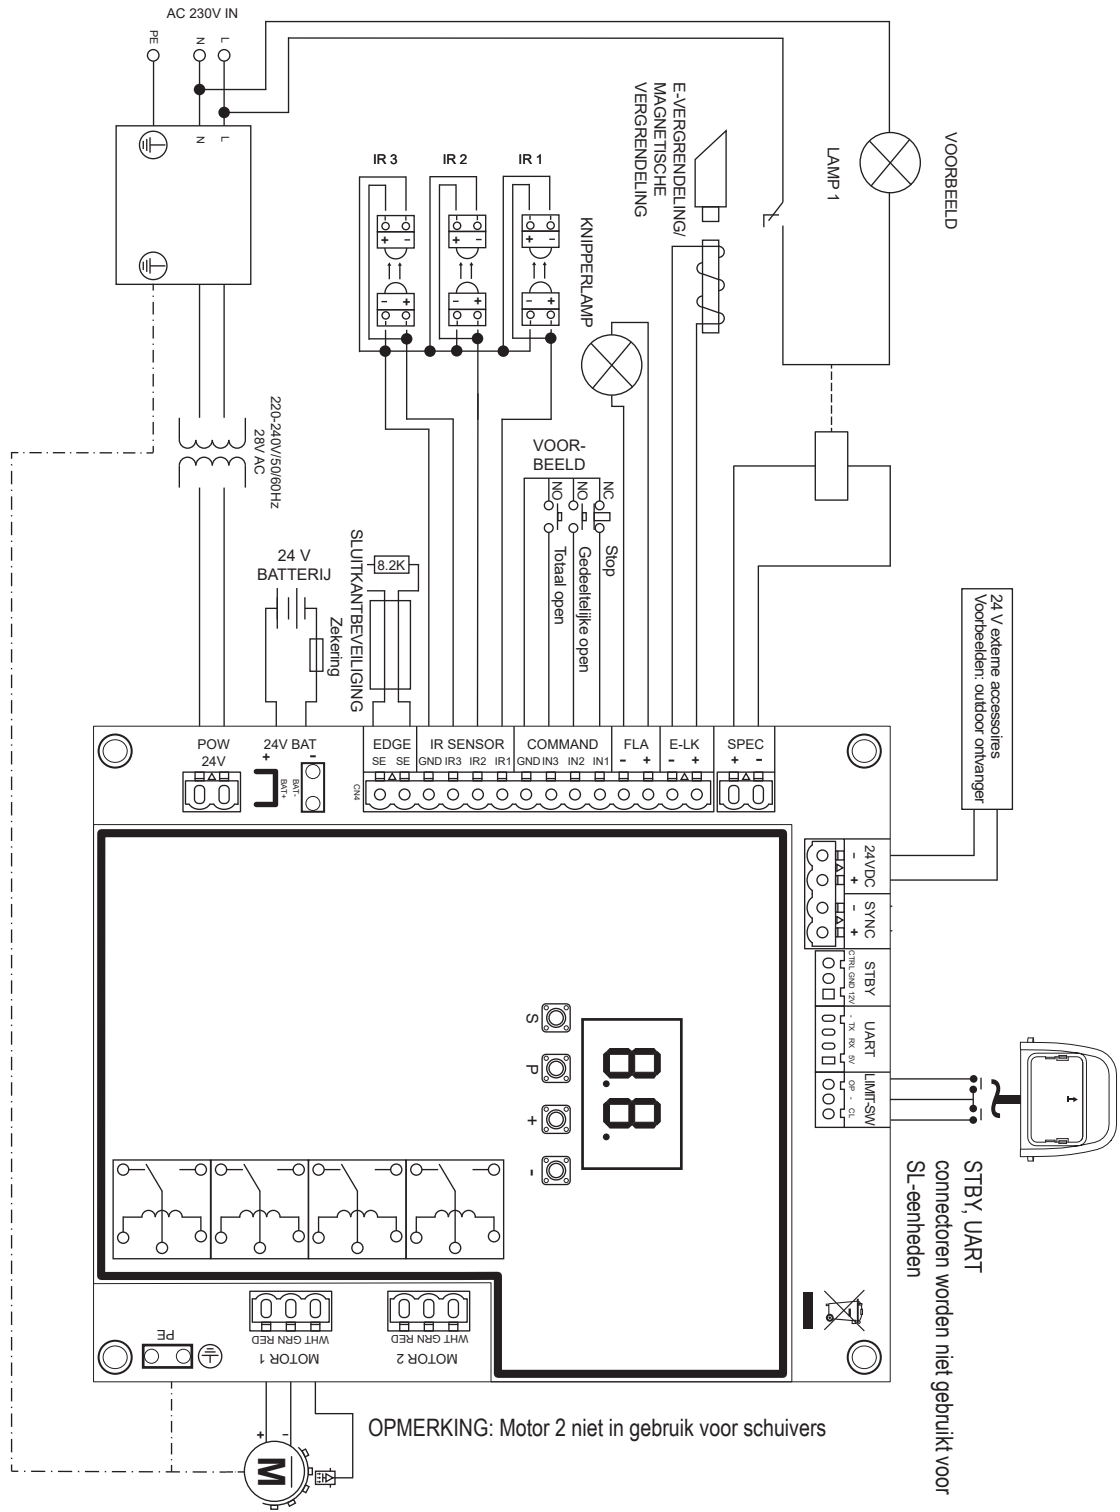 AC 230V IN
PE
N
L
N
L
IR 3
IR 2
IR 1
+ -
+ -
+ -
- +
- +
- +
KNIPPERLAMP
E-VERGRENDELING/
MAGNETISCHE
VERGRENDELING
LAMP 1
VOORBEELD
220-240V/50/60Hz
28V AC
24 V
BATTERIJ
Zekering
SLUITKANTBEVEILIGING
8.2K
VOOR-
BEELD
NO
NO
NC
Totaal open
Gedeeltelijke open
Stop
24 V externe accessoires
Voorbeelden: outdoor ontvanger
POW
24V
24V BAT
+ -
BAT+
BAT-
CN4
EDGE
SE SE
IR SENSOR
GND IR3 IR2 IR1
COMMAND
GND IN3 IN2 IN1
FLA
- +
E-LK
- +
SPEC
+ -
24VDC
- +
SYNC
- +
STBY
CTRL GND 12V
UART
- TX RX 5V
LIMIT-SW
OP - CL
STBY, UART
connectoren worden niet gebruikt voor
SL-eenheden
8.8.
S
P
+
-
PE
WHT GRN RED
MOTOR 1
WHT GRN RED
MOTOR 2
+ -
M
OPMERKING: Motor 2 niet in gebruik voor schuivers